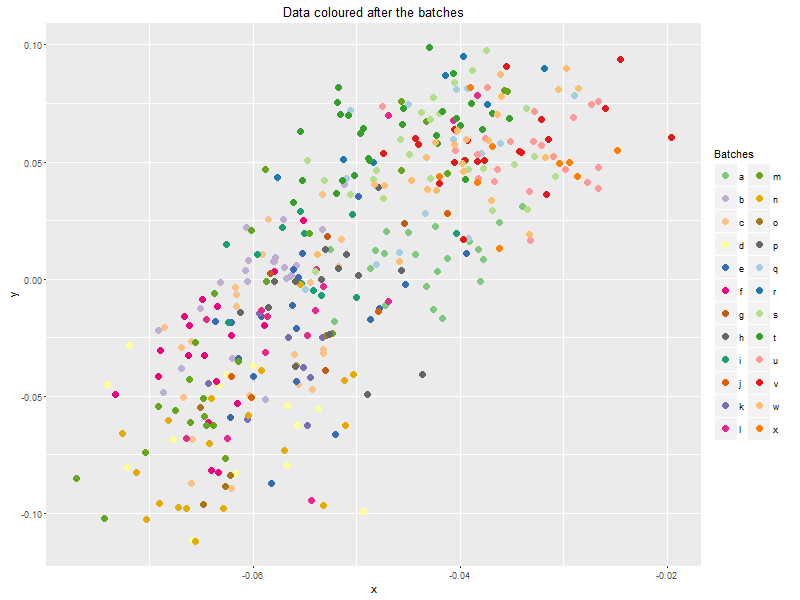 Data coloured after the batches
0.10
0.05
0.00
-0.05
-0.10
y
-0.06
-0.04
-0.02
x
Batches
a
b
c
d
e
f
g
h
i
j
k
l
m
n
o
p
q
r
s
t
u
v
w
x